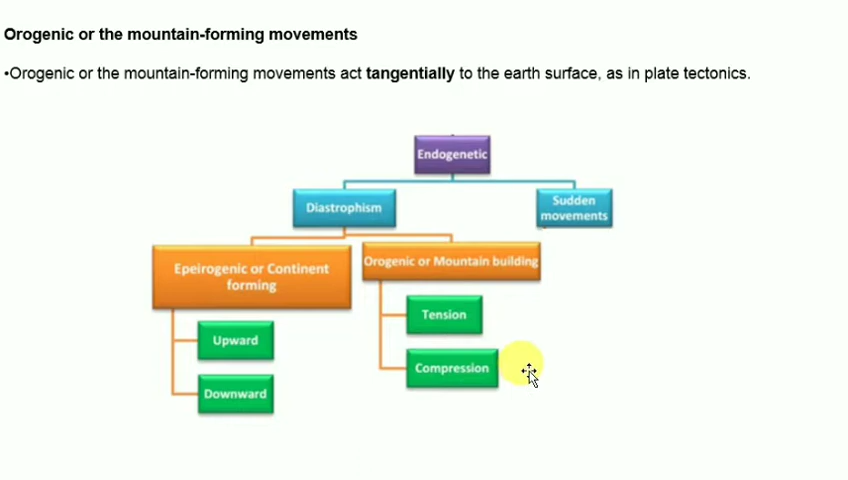 Orogenic or the mountain-forming movements
•Orogenic or the mountain-forming movements act tangentially to the earth surface, as in plate tectonics.
Endogenetic
Diastrophism
Sudden
movements
Epeirogenic or Continent
forming
Orogenic or Mountain building
Upward
Downward
Tension
Compression